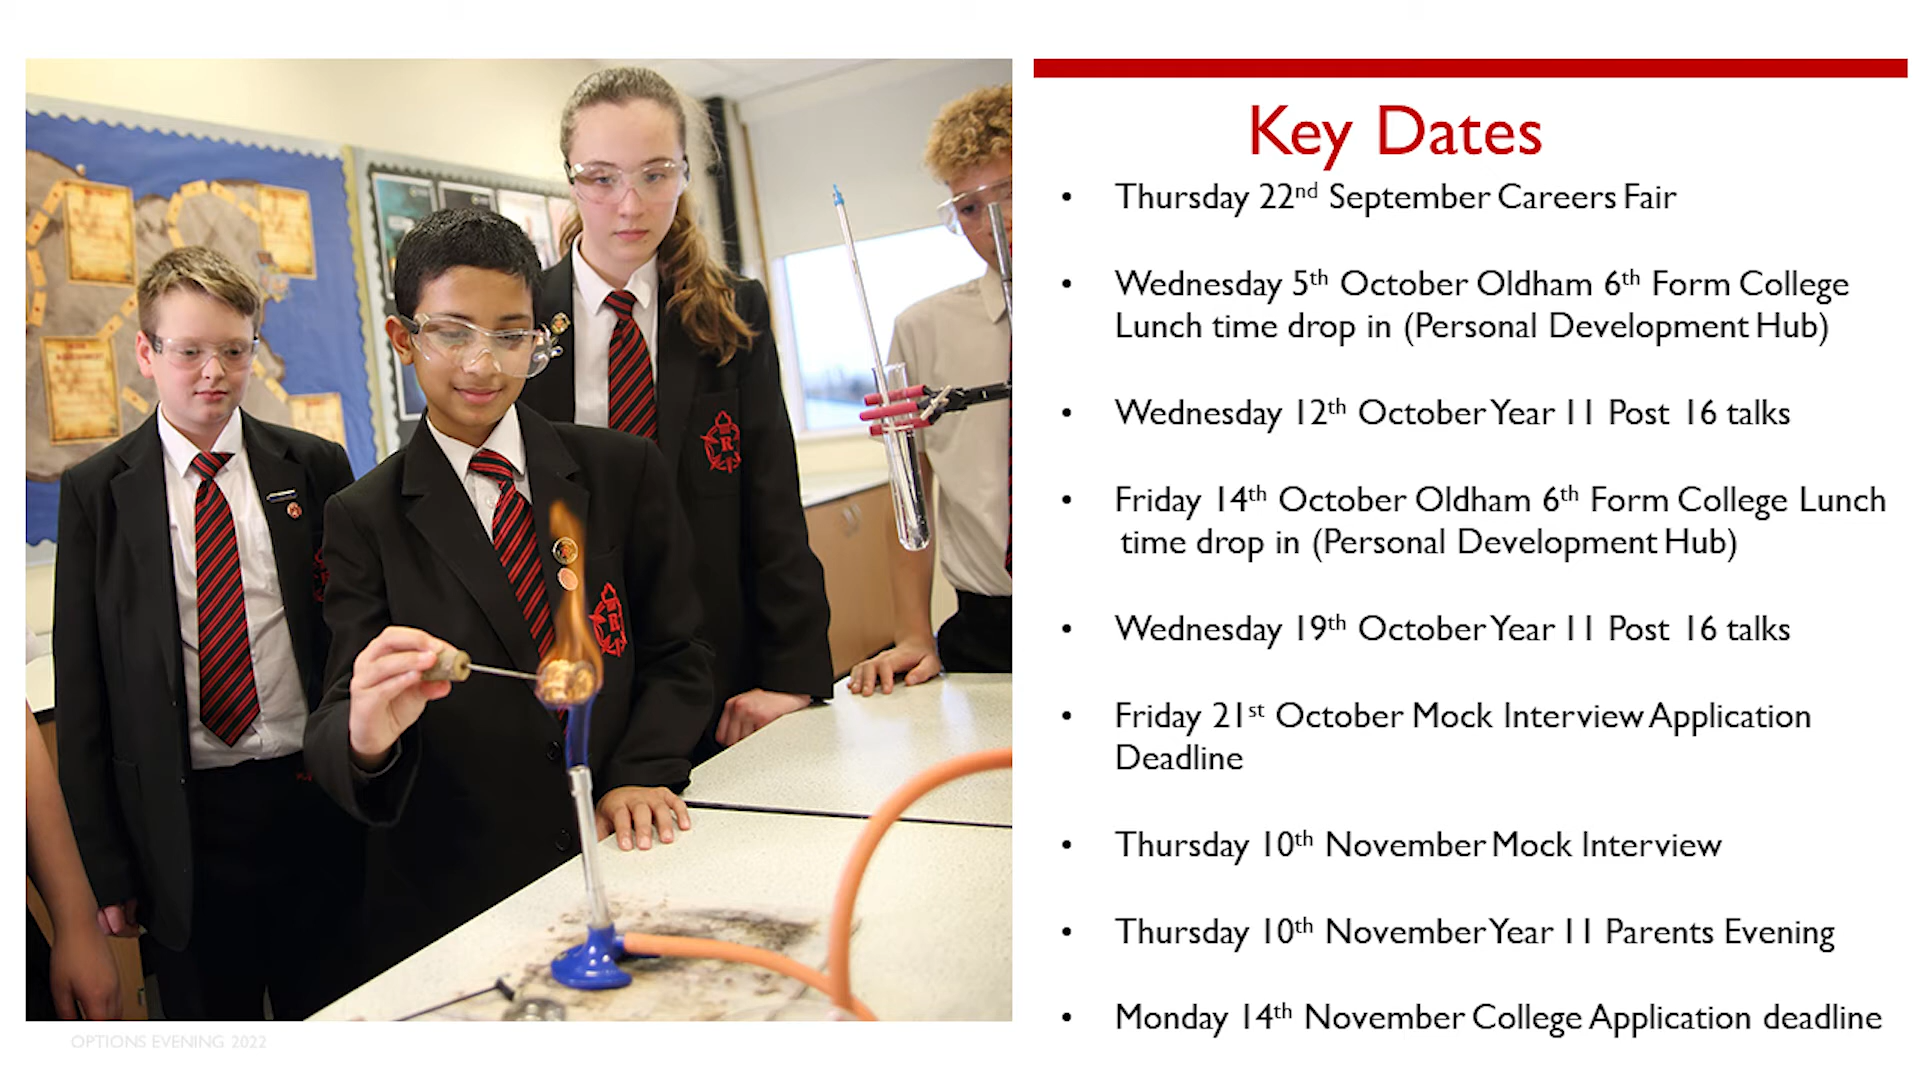 Key Dates
• Thursday 22nd September Careers Fair
• Wednesday 5th October Oldham 6th Form College
Lunch time drop in (Personal Development Hub)
• Wednesday 12th October Year 11 Post 16 talks
• Friday 14th October Oldham 6th Form College Lunch
time drop in (Personal Development Hub)
• Wednesday 19th October Year 11 Post 16 talks
• Friday 21st October Mock Interview Application
Deadline
• Thursday 10th November Mock Interview
• Thursday 10th November Year 11 Parents Evening
• Monday 14th November College Application deadline
R
R
OPTIONS EVENING 2022